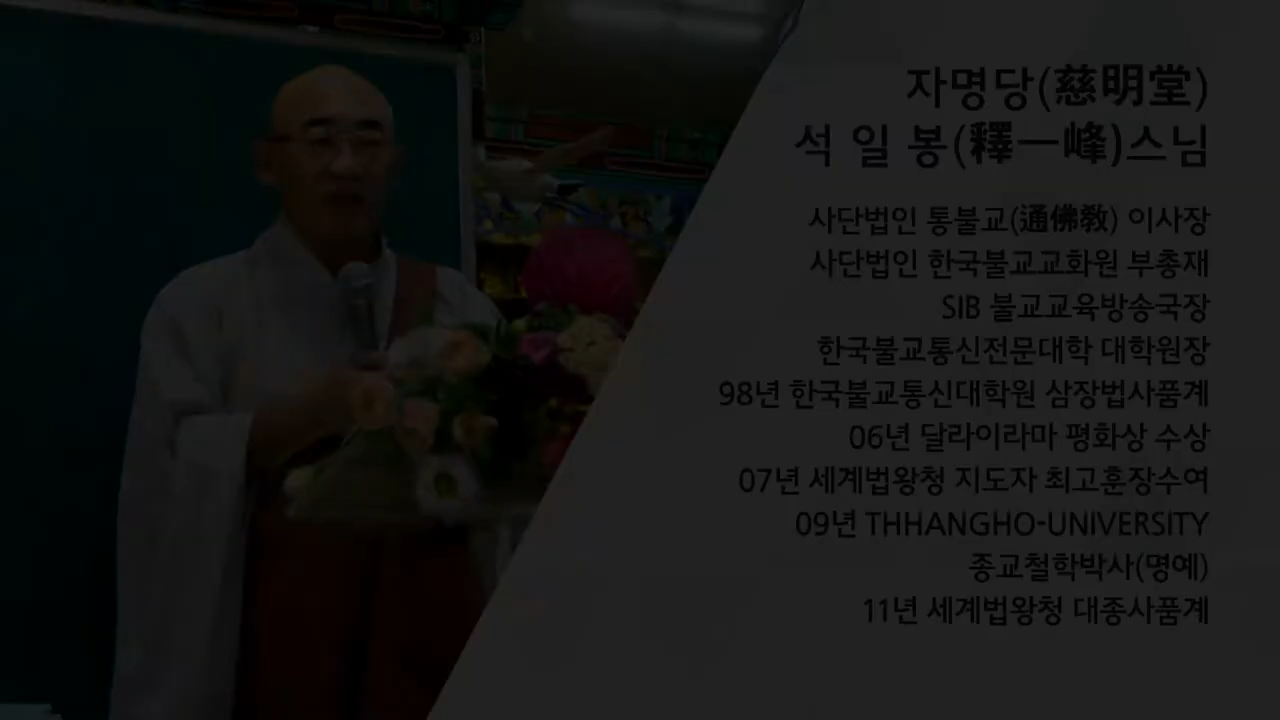 자명당(慈明堂)
석 일 봉(釋一峰)스님
사단법인 통불교(通佛敎) 이사장
사단법인 한국불교교화원 부총재
SIB 불교교육방송국장
한국불교통신전문대학 대학원장
98년 한국불교통신대학원 삼장법사품계
06년 달라이라마 평화상 수상
07년 세계법왕청 지도자 최고훈장수여
09년 THHANGHO-UNIVERSITY
종교철학박사(명예)
11년 세계법왕청 대종사품계